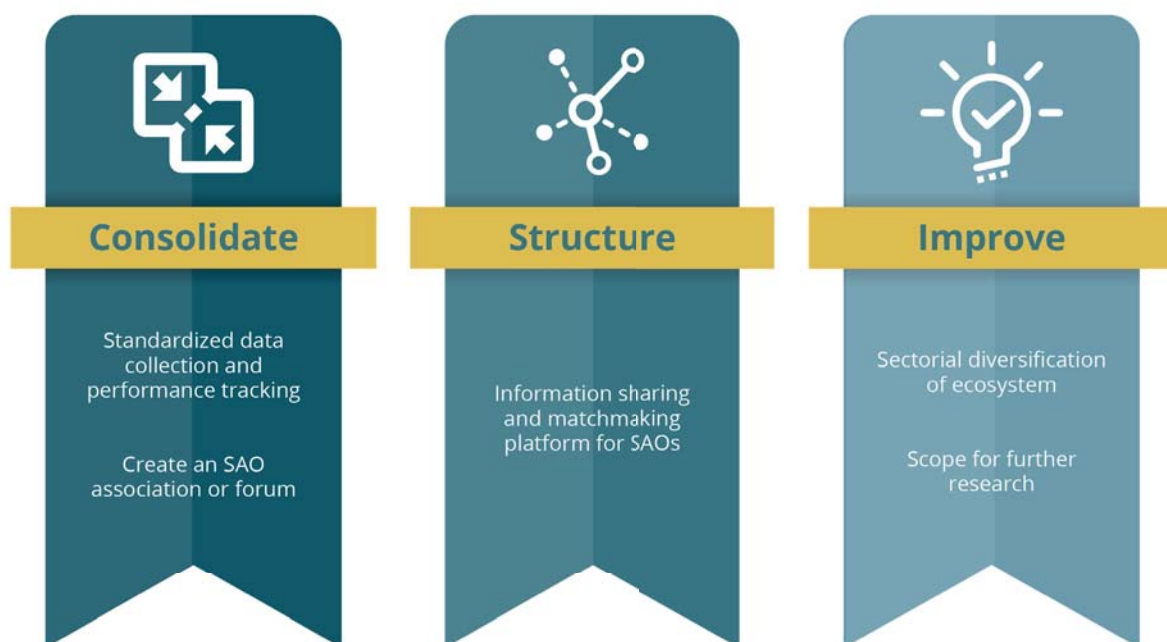 Consolidate
Standardized data
collection and
performance tracking
Create an SAO
association or forum
Structure
Information sharing
and matchmaking
platform for SAOs
Improve
Sectorial diversification
of ecosystem
Scope for further
research